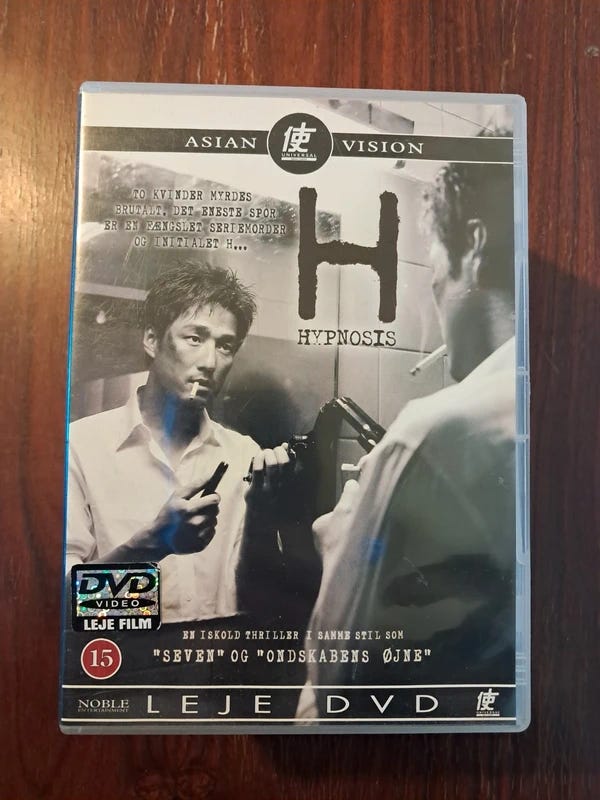 ASIAN 使 VISION
UNIVERSAL
TO KVINDER MYRDES
BRUTALT. DET ENESTE SPOR
ER EN FÆNGSLET SERIEMORDER
OG INITIALET H...
H
HYPNOSIS
DVD
VIDEO
LEJE FILM
EN ISKOLD THRILLER I SAMME STIL SOM
15
"SEVEN" OG "ONDSKABENS ØJNE"
NOBLE
ENTERTAINMENT
LEJE DVD
使